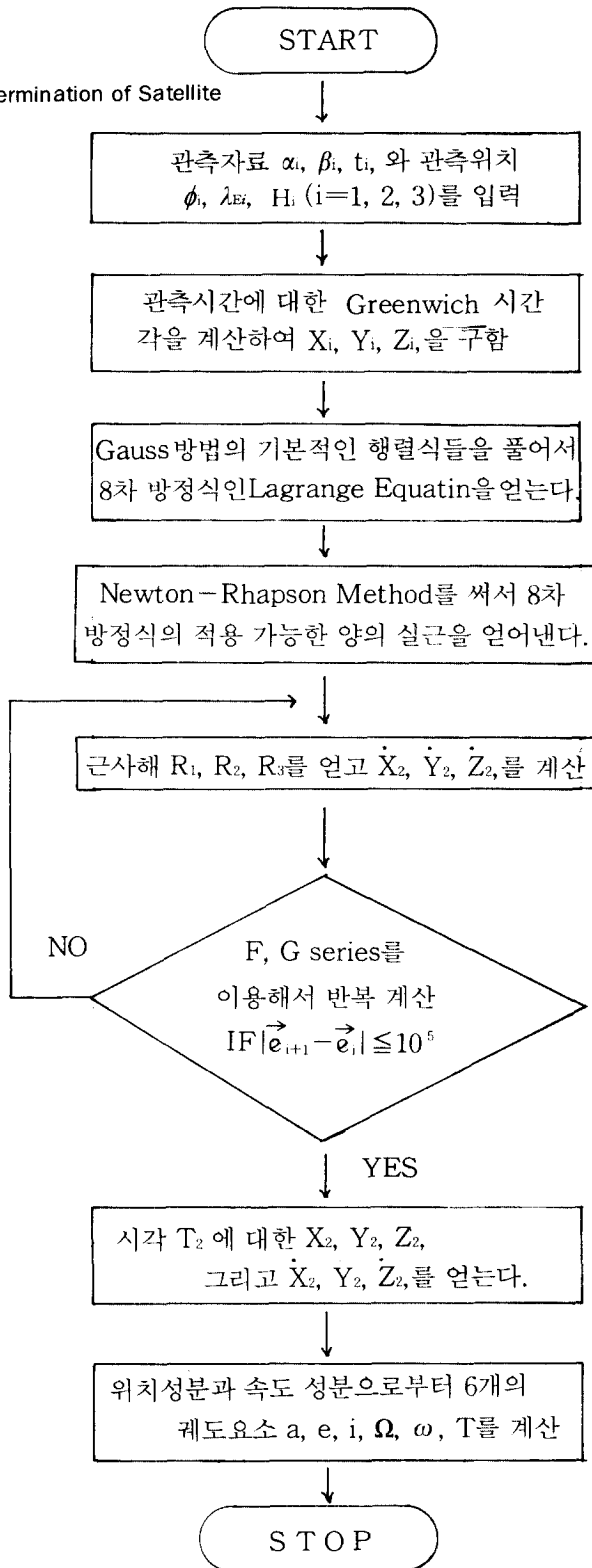 START
ermination of Satellite
관측자료 αᵢ, βᵢ, tᵢ, 와 관측위치
ϕᵢ, λEi, Hᵢ (i=1, 2, 3)를 입력
관측시간에 대한 Greenwich 시간
각을 계산하여 Xᵢ, Yᵢ, Zᵢ,을 구함
Gauss방법의 기본적인 행렬식들을 풀어서
8차 방정식인Lagrange Equatin을 얻는다.
Newton-Rhapson Method를 써서 8차
방정식의 적용 가능한 양의 실근을 얻어낸다.
근사해 R₁, R₂, R₃를 얻고 Ẋ₂, Ẏ₂, Ż₂,를 계산
NO
F, G series를
이용해서 반복 계산
IF|e⃗ᵢ₊₁−e⃗ᵢ|≦10⁵
YES
시각 T₂ 에 대한 X₂, Y₂, Z₂,
그리고 Ẋ₂, Y₂, Ż₂,를 얻는다.
위치성분과 속도 성분으로부터 6개의
궤도요소 a, e, i, Ω, ω, T를 계산
STOP